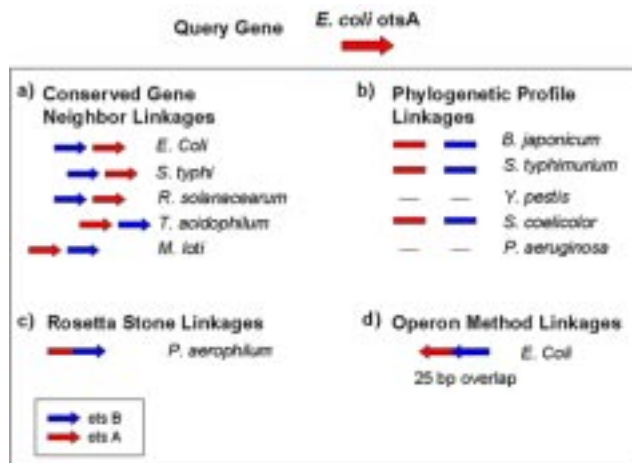 Query Gene
E. coli otsA
a) Conserved Gene Neighbor Linkages
E. Coli
S. typhi
R. solanacearum
T. acidophilum
M. loti
b) Phylogenetic Profile Linkages
B. japonicum
S. typhimurium
Y. pestis
S. coelicolor
P. aeruginosa
c) Rosetta Stone Linkages
P. aerophilum
d) Operon Method Linkages
E. Coli
25 bp overlap
ots B
ots A